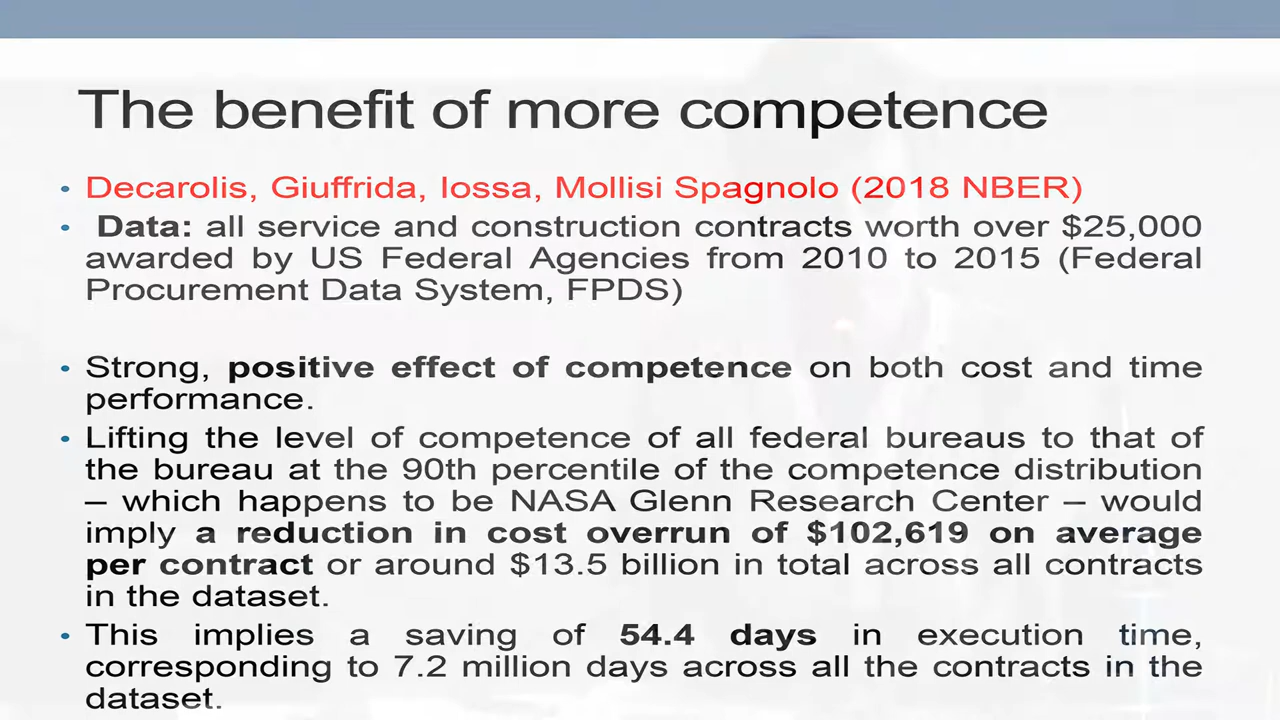 The benefit of more competence
• Decarolis, Giuffrida, Iossa, Mollisi Spagnolo (2018 NBER)
• Data: all service and construction contracts worth over $25,000
awarded by US Federal Agencies from 2010 to 2015 (Federal
Procurement Data System, FPDS)
• Strong, positive effect of competence on both cost and time
performance.
• Lifting the level of competence of all federal bureaus to that of
the bureau at the 90th percentile of the competence distribution
– which happens to be NASA Glenn Research Center – would
imply a reduction in cost overrun of $102,619 on average
per contract or around $13.5 billion in total across all contracts
in the dataset.
• This implies a saving of 54.4 days in execution time,
corresponding to 7.2 million days across all the contracts in the
dataset.